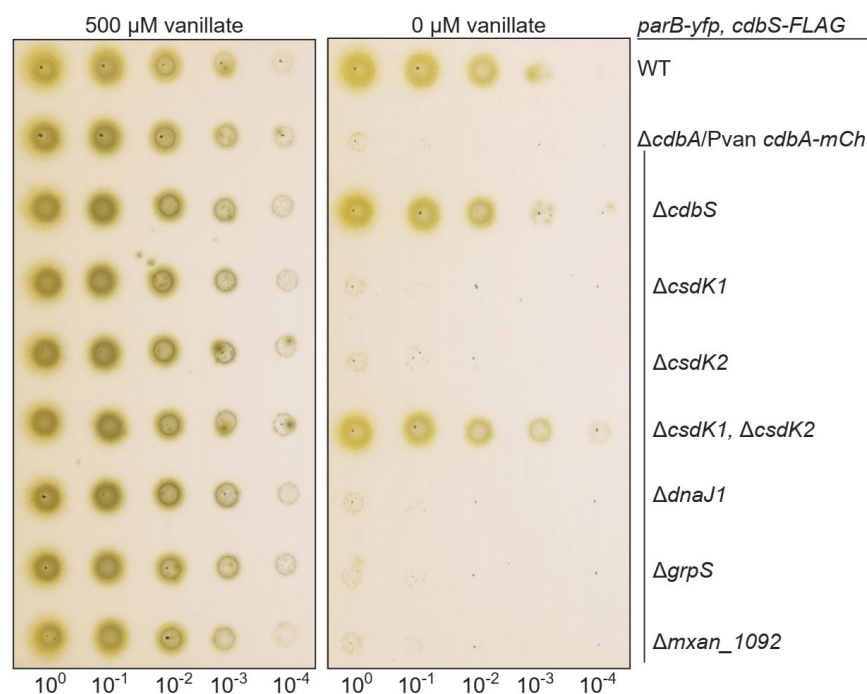 500 µM vanillate 0 µM vanillate parB-yfp, cdbS-FLAG
WT
ΔcdbA/Pvan cdbA-mCh
ΔcdbS
ΔcsdK1
ΔcsdK2
ΔcsdK1, ΔcsdK2
ΔdnaJ1
ΔgrpS
Δmxan_1092
10⁰ 10⁻¹ 10⁻² 10⁻³ 10⁻⁴ 10⁰ 10⁻¹ 10⁻² 10⁻³ 10⁻⁴